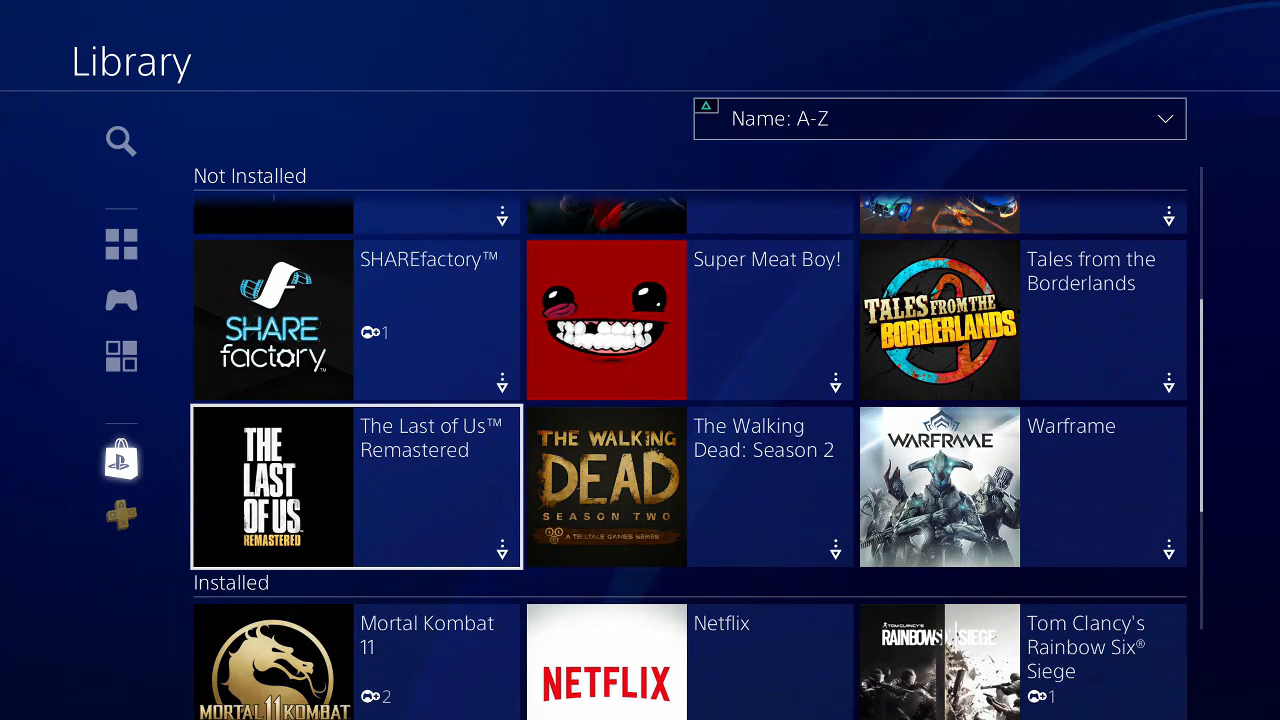 Library
Name: A-Z
Not Installed
SHARE
factory™
SHAREfactory™
1
Super Meat Boy!
TALES FROM THE
BORDERLANDS
Tales from the
Borderlands
THE
LAST
OF US
REMASTERED
The Last of Us™
Remastered
THE WALKING
DEAD
SEASON TWO
A TELLTALE GAMES SERIES
The Walking
Dead: Season 2
WARFRAME
Warframe
Installed
MORTAL KOMBAT 11
Mortal Kombat
11
2
NETFLIX
Netflix
TOM CLANCY'S
RAINBOW SIX SIEGE
Tom Clancy's
Rainbow Six®
Siege
1